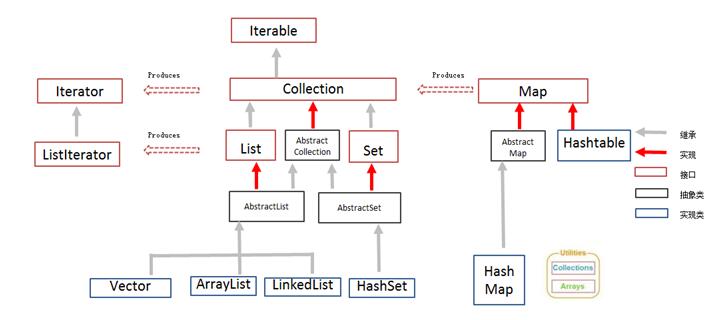 Iterable
Produces
Produces
Iterator
Collection
Map
Produces
ListIterator
List
Abstract
Collection
Set
Abstract
Map
Hashtable
继承
实现
接口
抽象类
实现类
AbstractList
AbstractSet
Vector
ArrayList
LinkedList
HashSet
Hash
Map
Utilities
Collections
Arrays